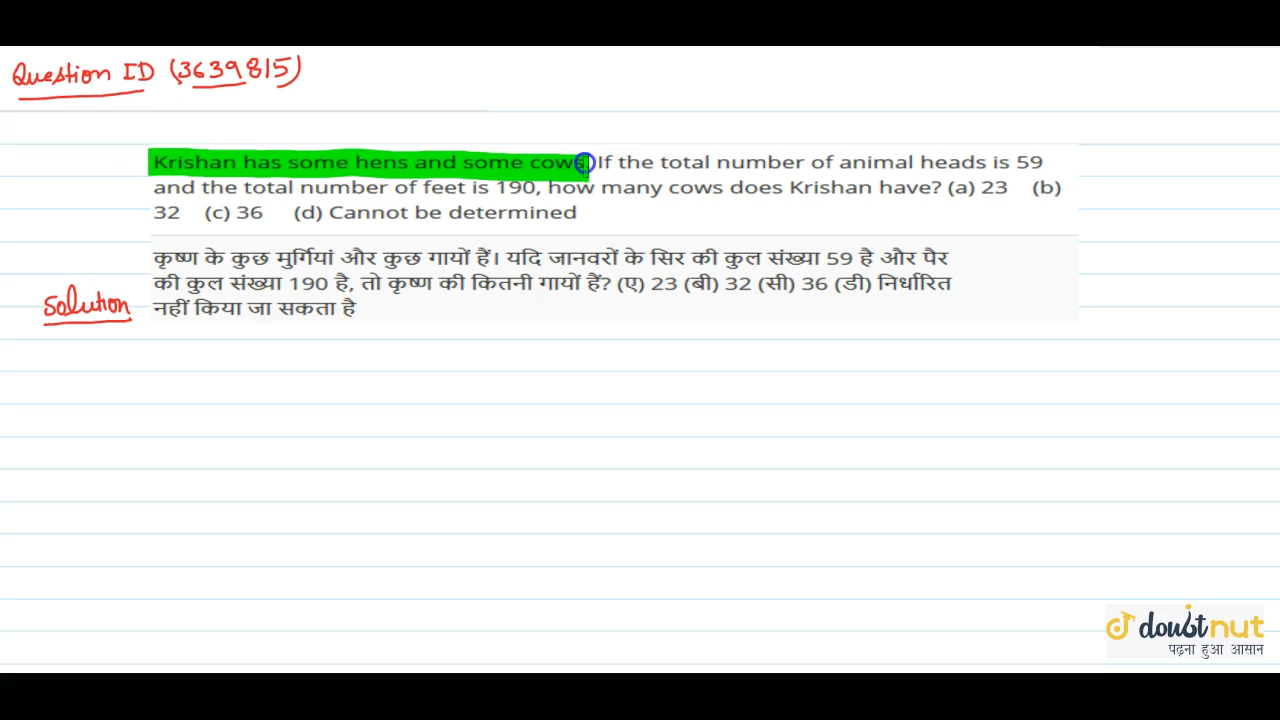 Question ID (3639815)
Krishan has some hens and some cows. If the total number of animal heads is 59
and the total number of feet is 190, how many cows does Krishan have? (a) 23 (b)
32 (c) 36 (d) Cannot be determined
कृष्ण के कुछ मुर्गियां और कुछ गायों हैं। यदि जानवरों के सिर की कुल संख्या 59 है और पैर
की कुल संख्या 190 है, तो कृष्ण की कितनी गायों हैं? (ए) 23 (बी) 32 (सी) 36 (डी) निर्धारित
नहीं किया जा सकता है
Solution
doubtnut
पढ़ना हुआ आसान